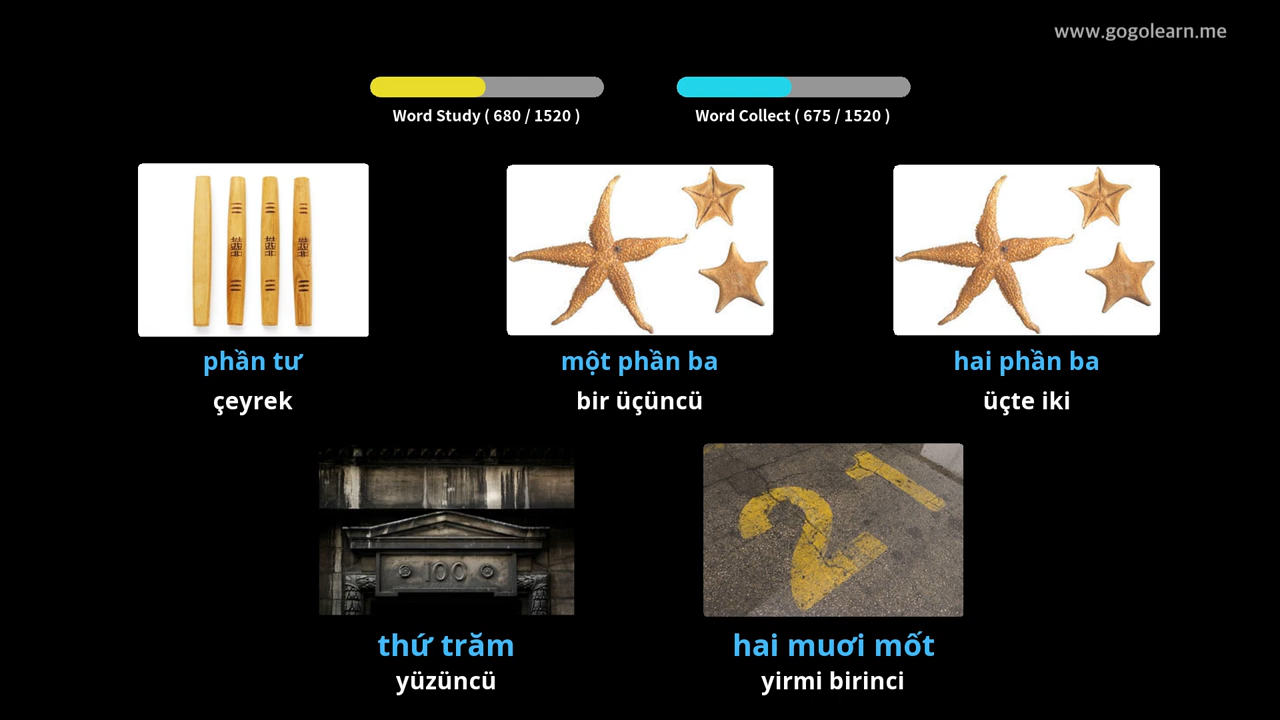 www.gogolearn.me
Word Study ( 680 / 1520 )
Word Collect ( 675 / 1520 )
phần tư
một phần ba
hai phần ba
çeyrek
bir üçüncü
üçte iki
100
21
thứ trăm
hai muơi mốt
yüzüncü
yirmi birinci